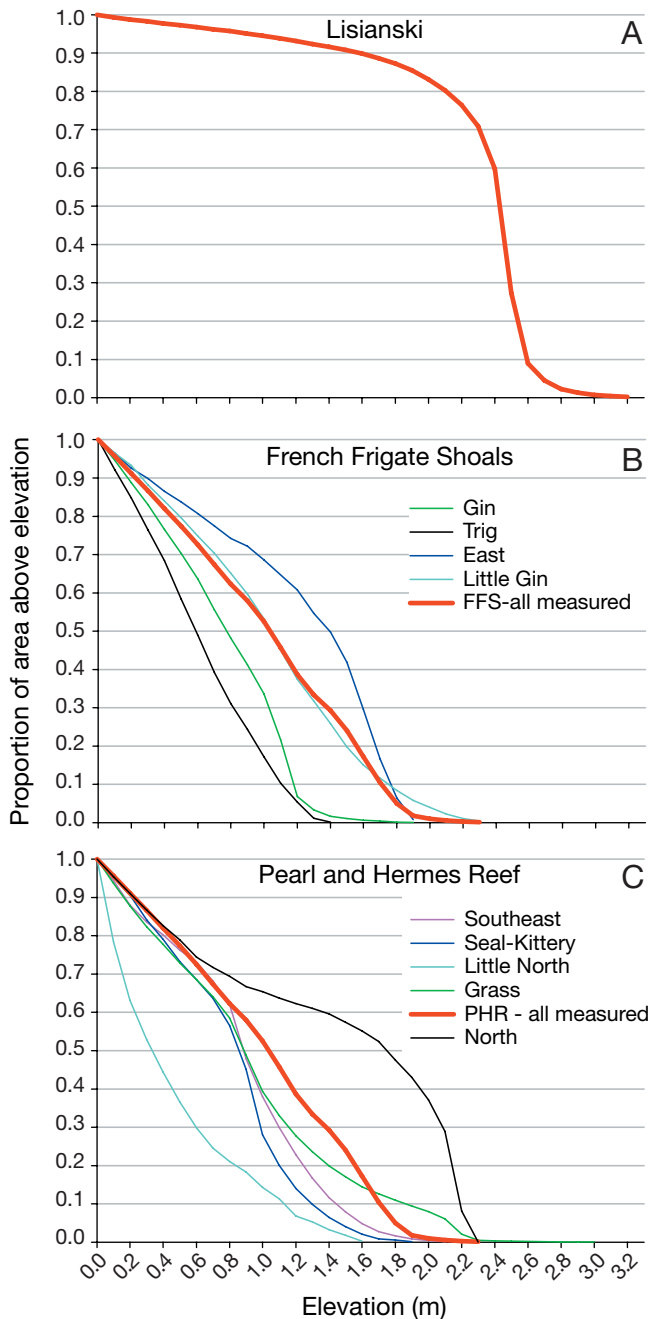 Lisianski
A
1.0
0.9
0.8
0.7
0.6
0.5
0.4
0.3
0.2
0.1
0.0
Proportion of area above elevation
French Frigate Shoals
B
1.0
0.9
0.8
0.7
0.6
0.5
0.4
0.3
0.2
0.1
0.0
Gin
Trig
East
Little Gin
FFS-all measured
Pearl and Hermes Reef
C
1.0
0.9
0.8
0.7
0.6
0.5
0.4
0.3
0.2
0.1
0.0
Southeast
Seal-Kittery
Little North
Grass
PHR - all measured
North
0.0 0.2 0.4 0.6 0.8 1.0 1.2 1.4 1.6 1.8 2.0 2.2 2.4 2.6 2.8 3.0 3.2
Elevation (m)